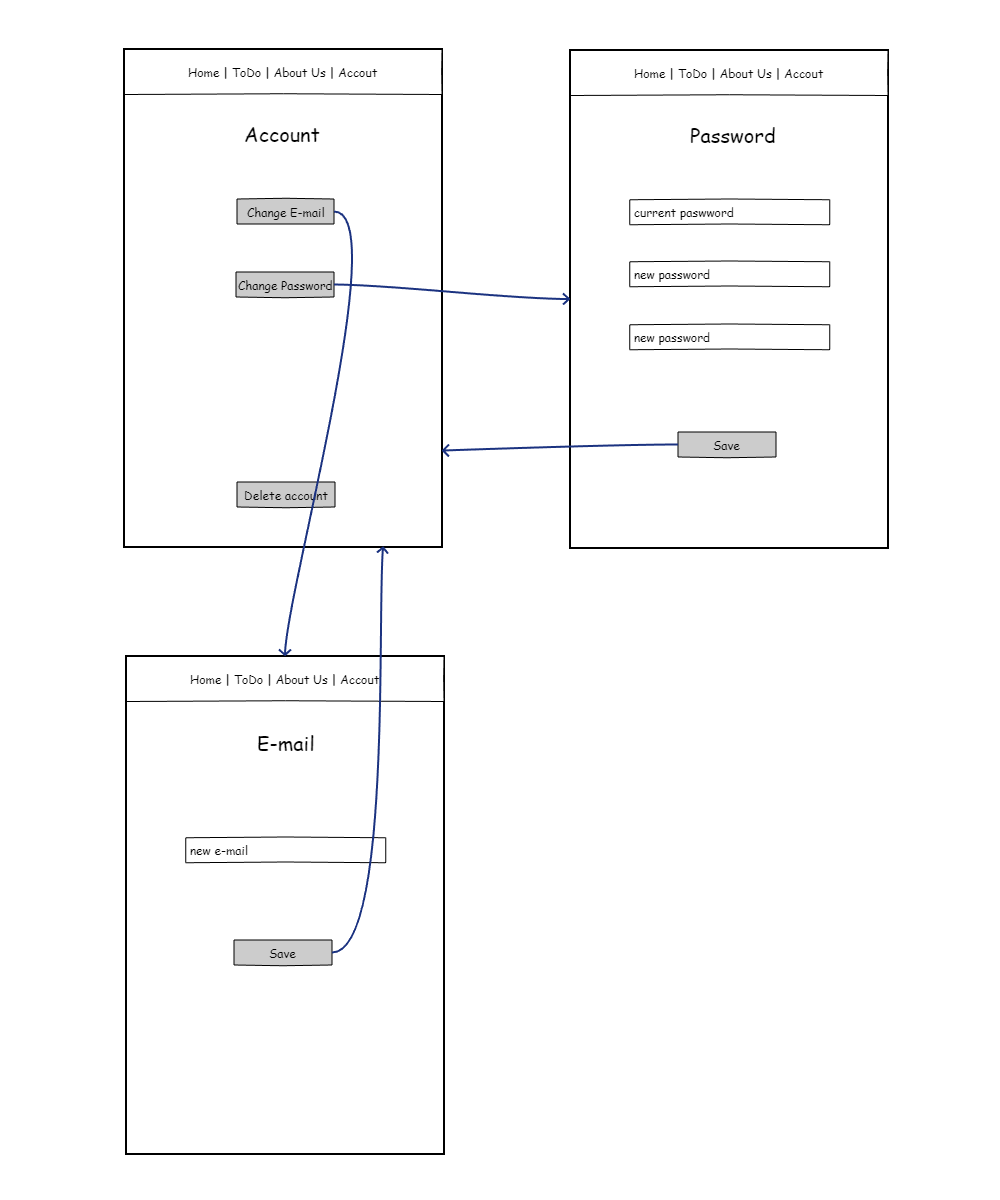 Home | ToDo | About Us | Accout
Account
Change E-mail
Change Password
Delete account
Home | ToDo | About Us | Accout
Password
current paswword
new password
new password
Save
Home | ToDo | About Us | Accout
E-mail
new e-mail
Save